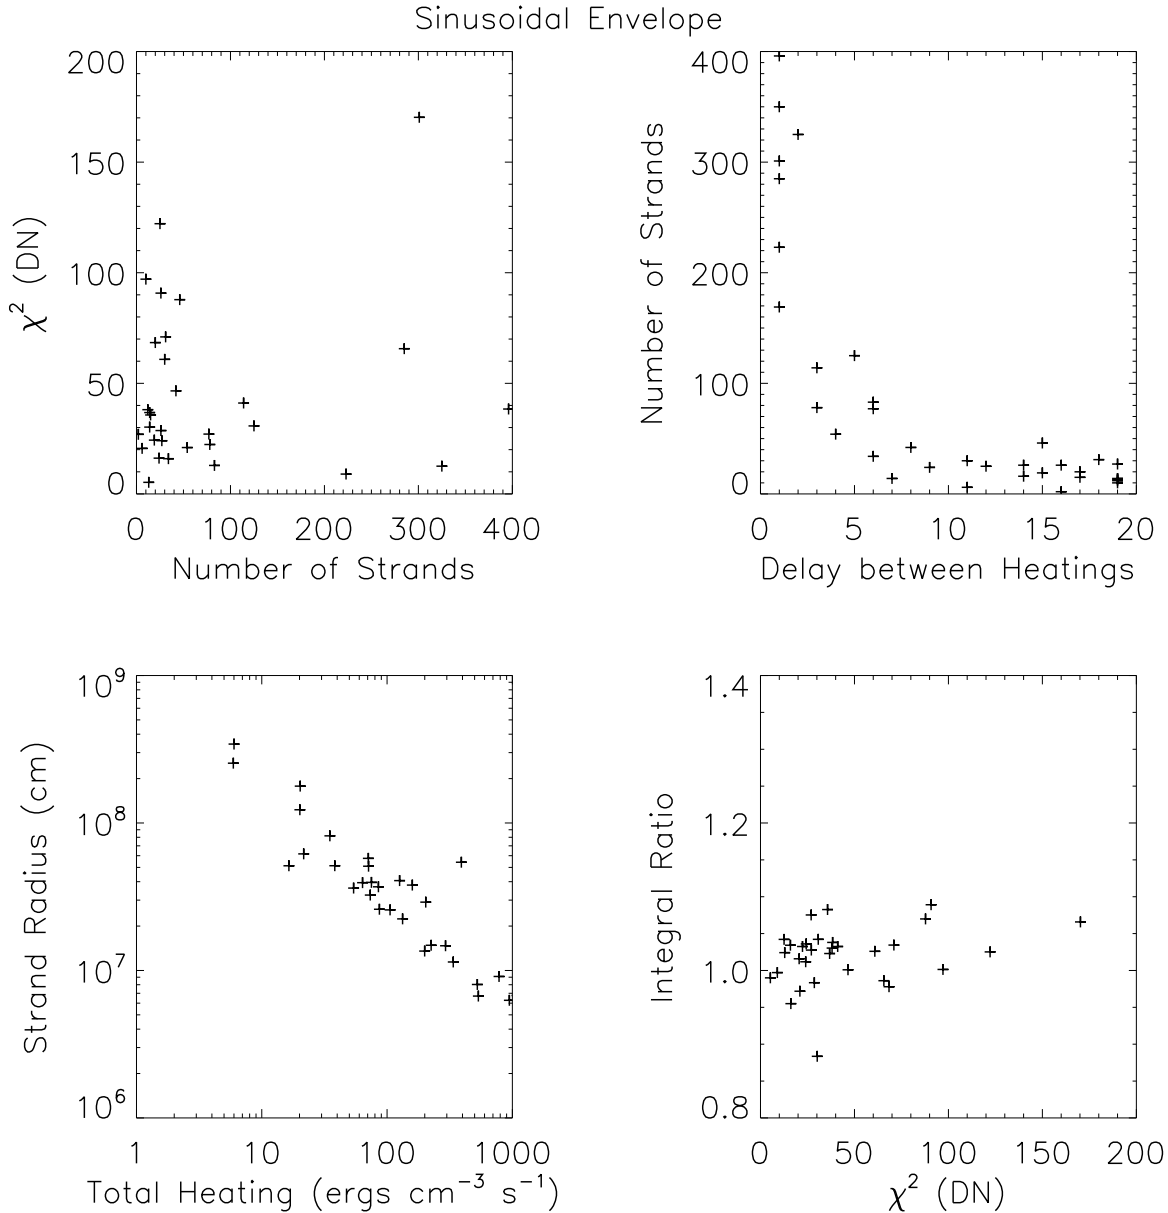 Sinusoidal Envelope
200
150
100
50
0
0 100 200 300 400
Number of Strands
χ² (DN)
400
300
200
100
0
0 5 10 15 20
Delay between Heatings
Number of Strands
10⁹
10⁸
10⁷
10⁶
1 10 100 1000
Total Heating (ergs cm⁻³ s⁻¹)
Strand Radius (cm)
1.4
1.2
1.0
0.8
0 50 100 150 200
χ² (DN)
Integral Ratio